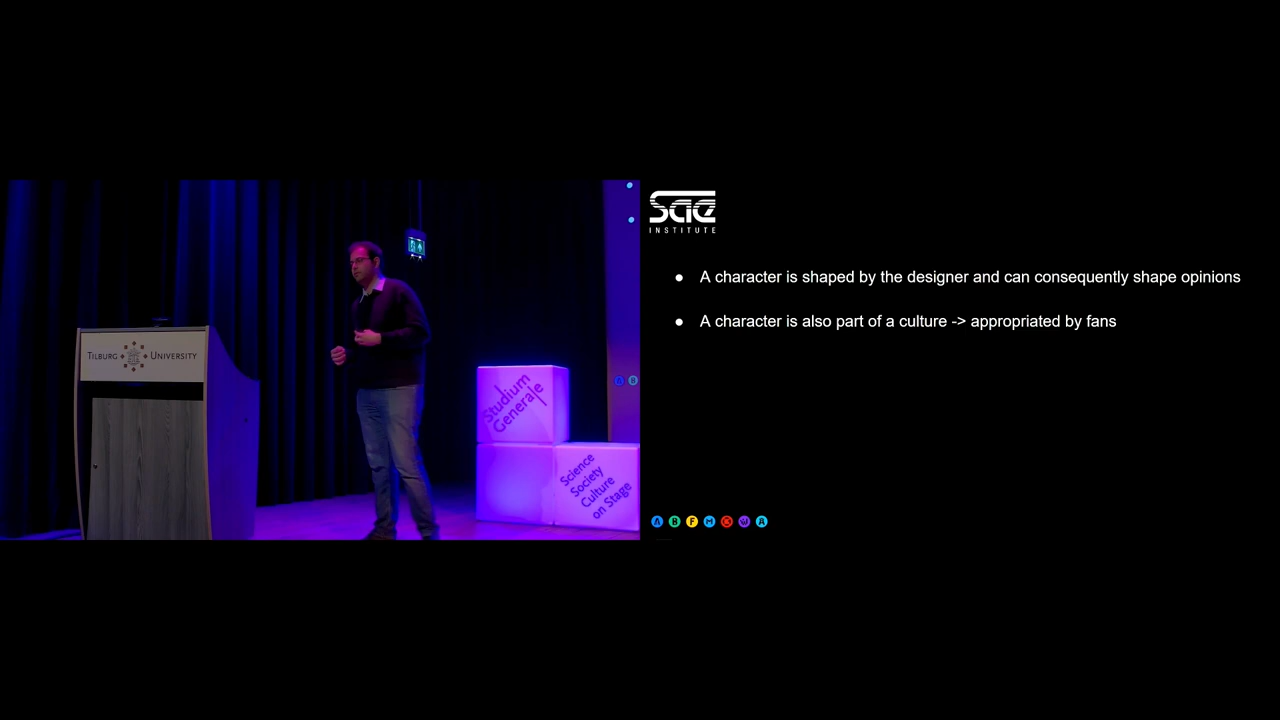 TILBURG UNIVERSITY
Studium
Generale
Science
Society
Culture
on Stage
A B
sae
INSTITUTE
● A character is shaped by the designer and can consequently shape opinions
● A character is also part of a culture -> appropriated by fans
A B F M C W A